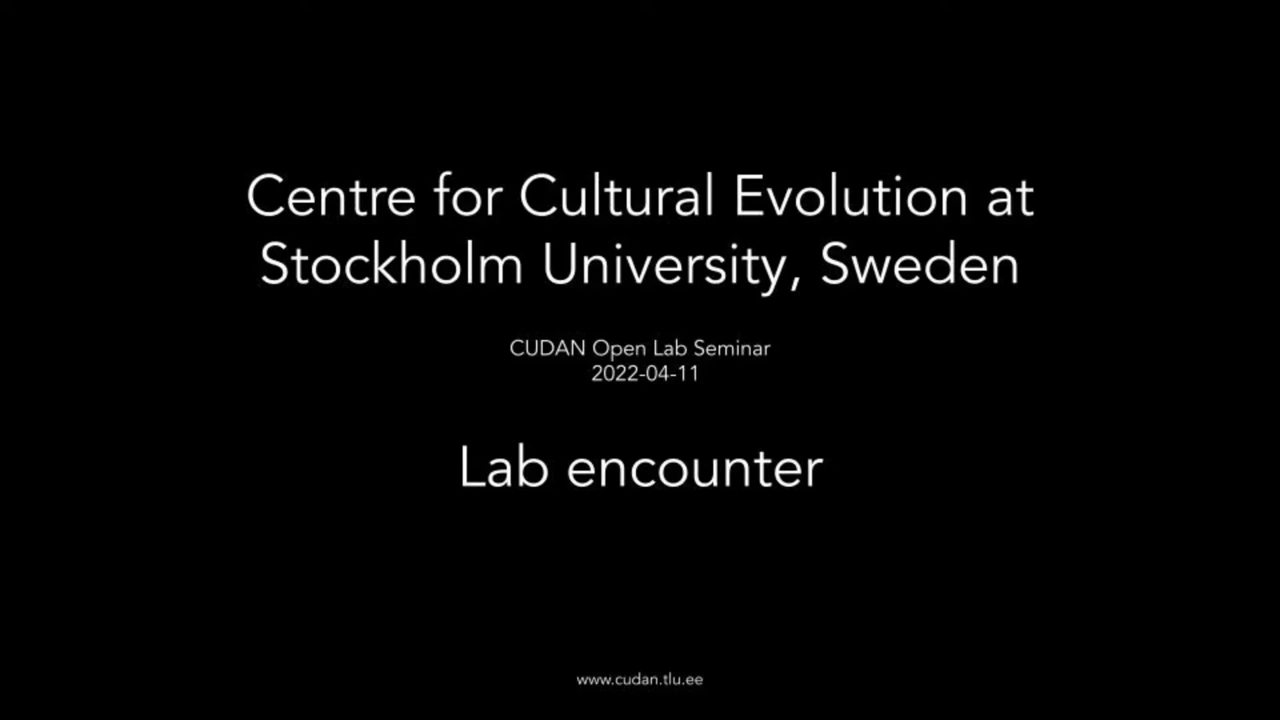 Centre for Cultural Evolution at
Stockholm University, Sweden
CUDAN Open Lab Seminar
2022-04-11
Lab encounter
www.cudan.tlu.ee